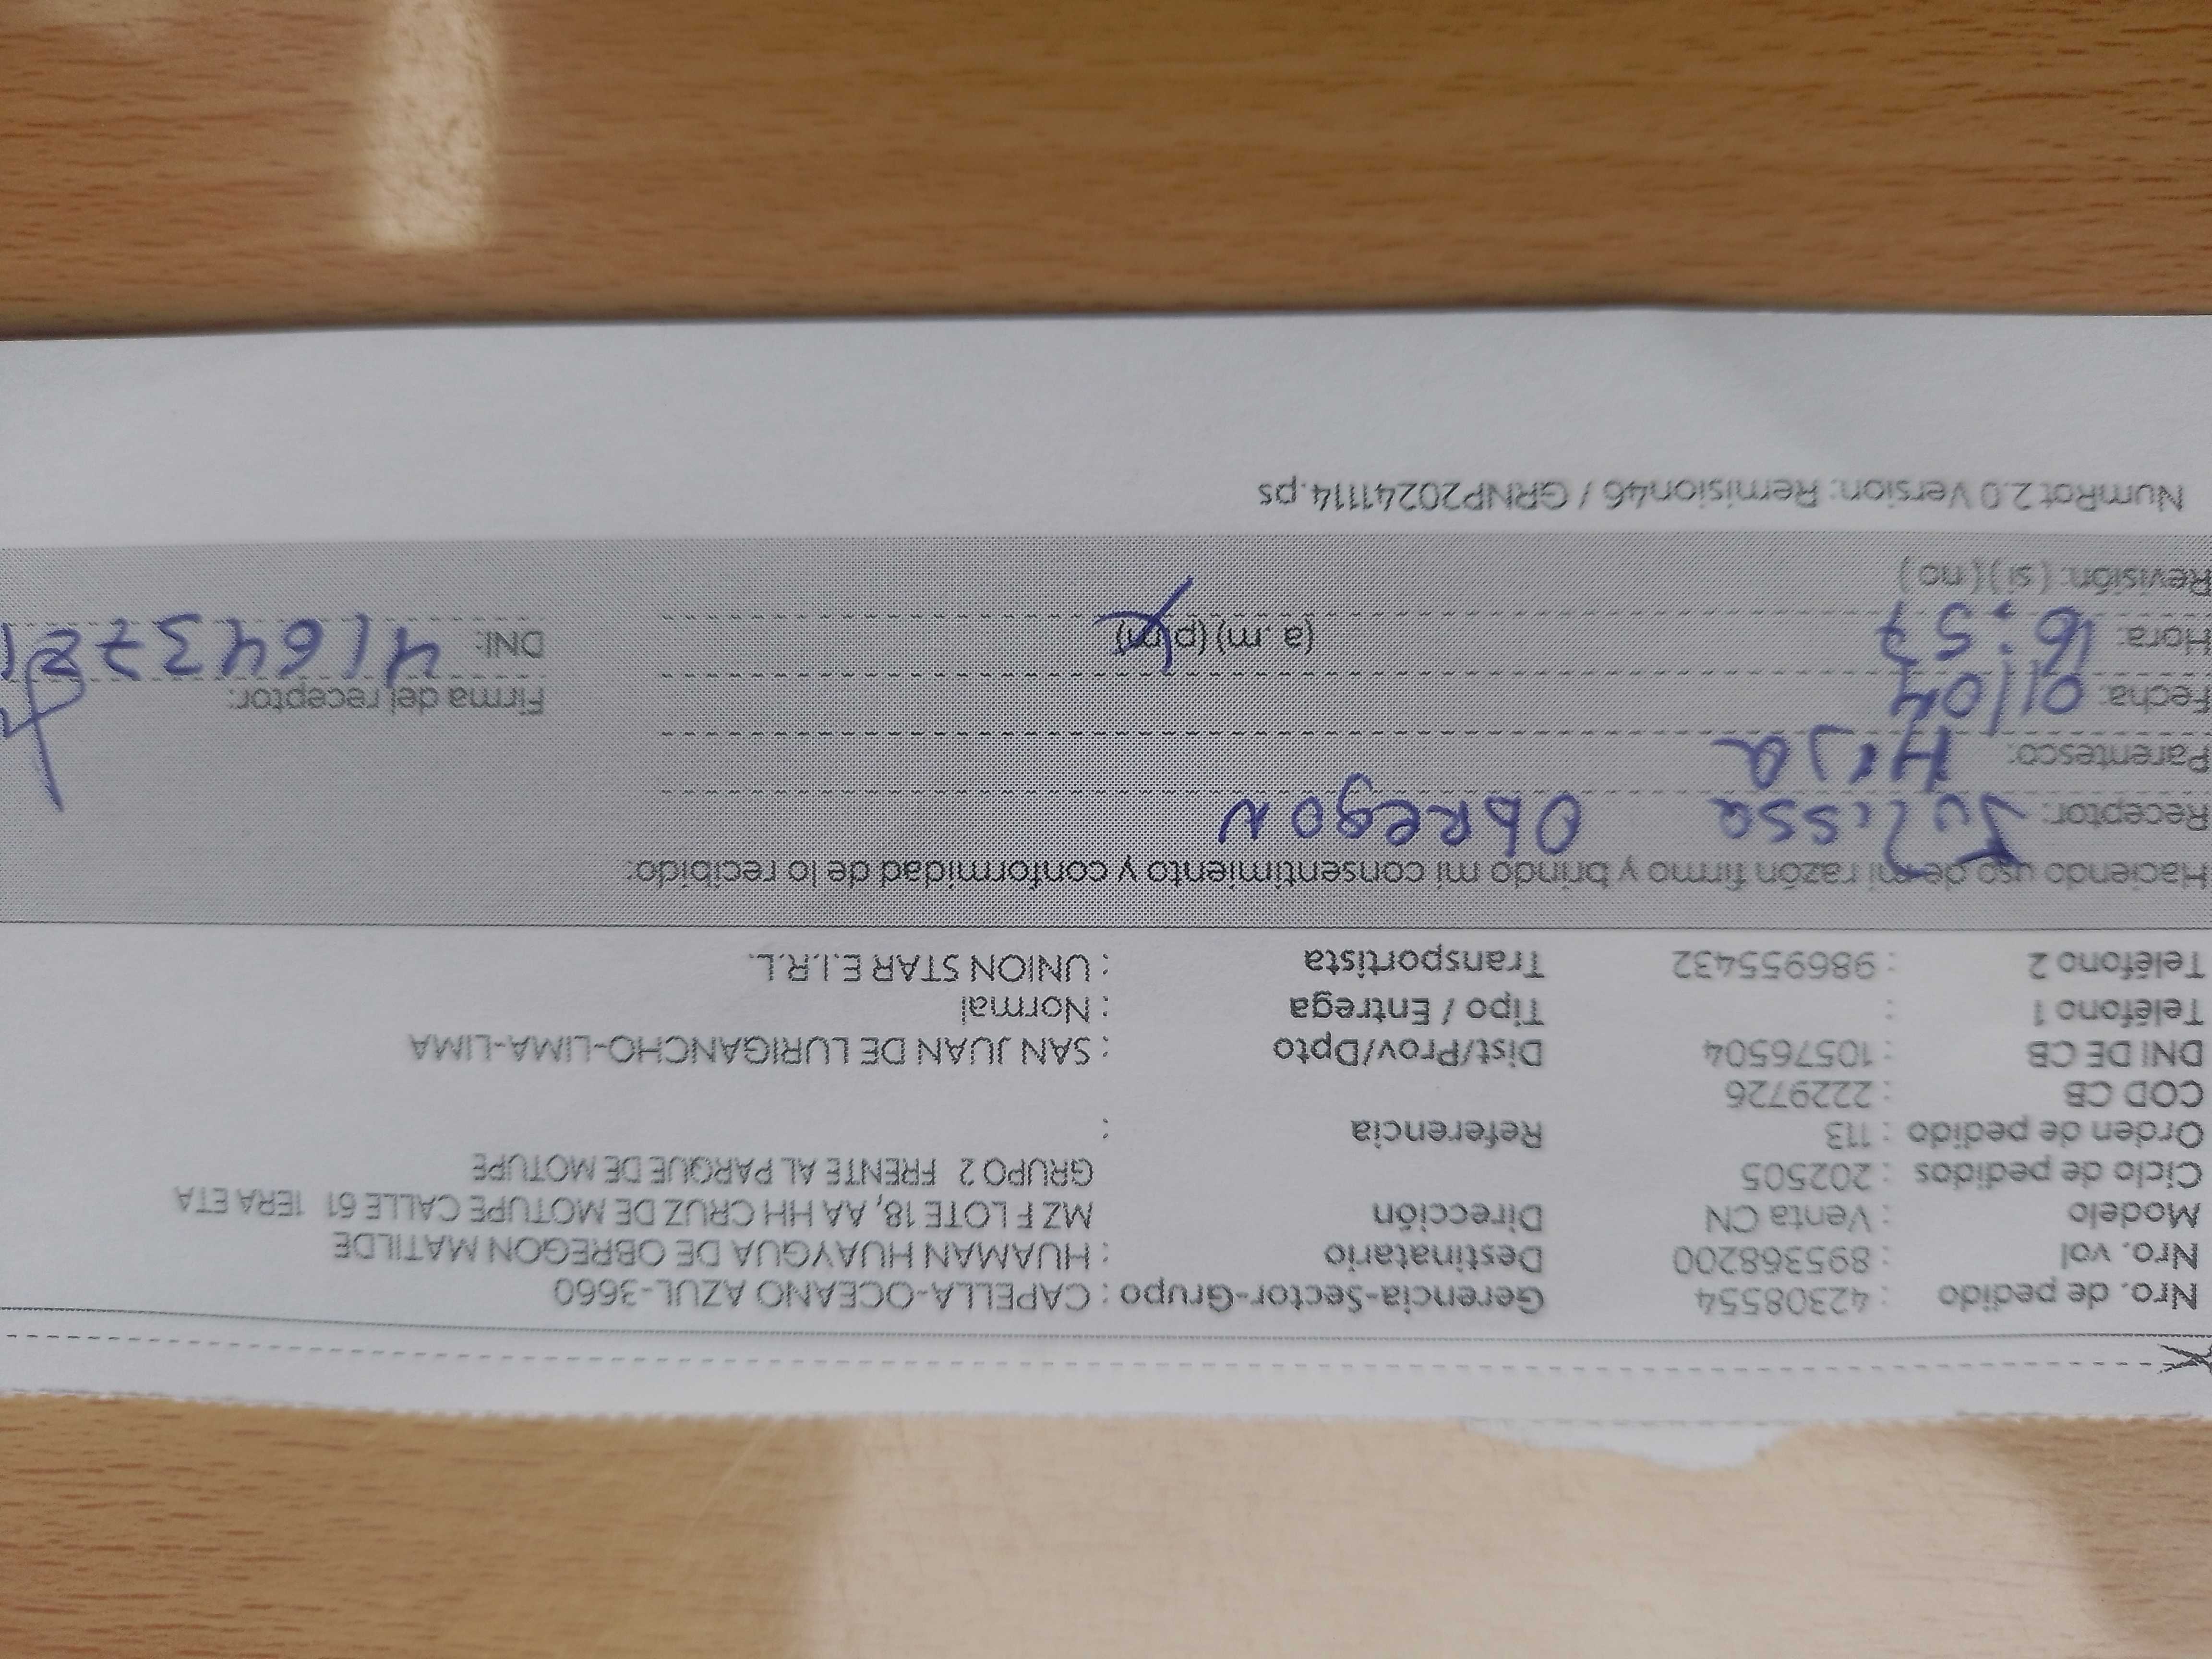 Nro. de pedido : 42308554 Gerencia-Sector-Grupo : CAPELLA-OCEANO AZUL-3660
Nro. vol : 895368200 Destinatario : HUAMAN HUAYGUA DE OBREGON MATILDE
Modelo : Venta CN Dirección MZ F LOTE 18, AA HH CRUZ DE MOTUPE CALLE 61 1ERA ETA
Ciclo de pedidos : 202505 GRUPO 2 FRENTE AL PARQUE DE MOTUPE
Orden de pedido : 113 Referencia :
COD CB : 2229726
DNI DE CB : 10576504 Dist/Prov/Dpto : SAN JUAN DE LURIGANCHO-LIMA-LIMA
Teléfono 1 : Tipo / Entrega : Normal
Teléfono 2 : 986955432 Transportista : UNION STAR E.I.R.L.
Haciendo uso de mi razón firmo y brindo mi consentimiento y conformidad de lo recibido:
Receptor: Julissa Obregon
Parentesco: Hija
Fecha: 01/04 Firma del receptor:
Hora: 16:57 (a. m) (p m) DNI: 41643781
Revisión: ( si ) ( no )
NumRot 2.0 Version: Remision46 / GRNP20241114.ps